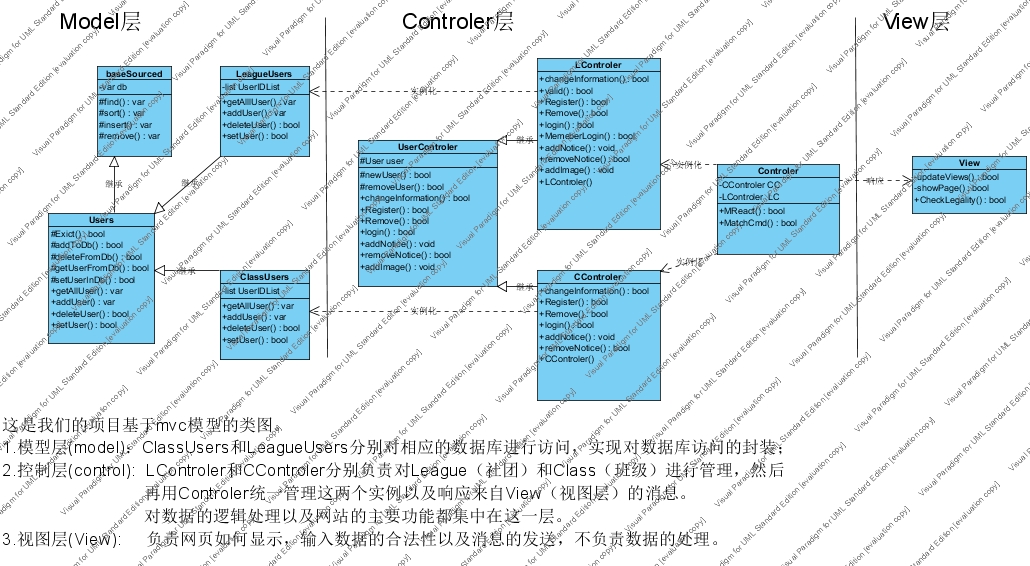 Model层
Controler层
View层
baseSourced
-var db
#find() : var
#sort() : var
#insert() : var
#remove() : var
LeagueUsers
-list UserIDList
+getAllUser() : var
+addUser() : var
+deleteUser() : bool
+setUser() : bool
继承
继承
Users
#Exict() : bool
#addToDb() : bool
#deleteFromDb() : bool
#getUserFromDb() : bool
#setUserInDb() : bool
+getAllUser() : var
+addUser() : var
+deleteUser() : bool
+setUser() : bool
继承
ClassUsers
-list UserIDList
+getAllUser() : var
+addUser() : var
+deleteUser() : bool
+setUser() : bool
实例化
实例化
UserControler
#User user
#newUser() : bool
#removeUser() : bool
+changeInformation() : bool
+Register() : bool
+Remove() : bool
+login() : bool
+addNotice() : void
+removeNotice() : bool
+addImage() : void
继承
继承
LControler
+changeInformation() : bool
+valid() : bool
+Register() : bool
+Remove() : bool
+login() : bool
+MemeberLogin() : bool
+addNotice() : void
+removeNotice() : bool
+addImage() : void
+LControler()
CControler
+changeInformation() : bool
+Register() : bool
+Remove() : bool
+login() : bool
+addNotice() : void
+removeNotice() : bool
+CControler()
实例化
实例化
Controler
-CControler CC
-LControler LC
+MReact() : bool
+MatchCmd() : bool
响应
View
-updateViews() : bool
-showPage() : bool
+CheckLegality() : bool
这是我们的项目基于mvc模型的类图，
1.模型层(model)：ClassUsers和LeagueUsers分别对相应的数据库进行访问，实现对数据库访问的封装；
2.控制层(control): LControler和CControler分别负责对League（社团）和Class（班级）进行管理，然后
再用Controler统一管理这两个实例以及响应来自View（视图层）的消息。
对数据的逻辑处理以及网站的主要功能都集中在这一层。
3.视图层(View): 负责网页如何显示，输入数据的合法性以及消息的发送，不负责数据的处理。
Visual Paradigm for UML Standard Edition [evaluation copy]